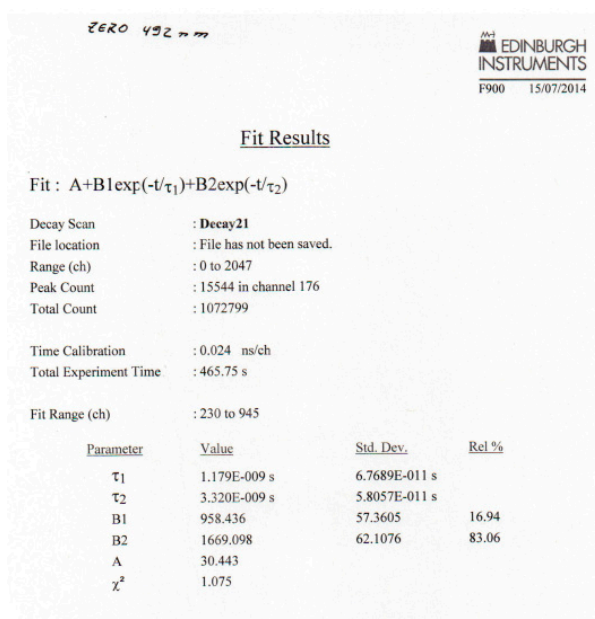 ZERO 492 nm
EDINBURGH
INSTRUMENTS
F900 15/07/2014
Fit Results
Fit : A+B1exp(-t/τ1)+B2exp(-t/τ2)
Decay Scan : Decay21
File location : File has not been saved.
Range (ch) : 0 to 2047
Peak Count : 15544 in channel 176
Total Count : 1072799
Time Calibration : 0.024 ns/ch
Total Experiment Time : 465.75 s
Fit Range (ch) : 230 to 945
Parameter Value Std. Dev. Rel %
τ1 1.179E-009 s 6.7689E-011 s
τ2 3.320E-009 s 5.8057E-011 s
B1 958.436 57.3605 16.94
B2 1669.098 62.1076 83.06
A 30.443
χ² 1.075